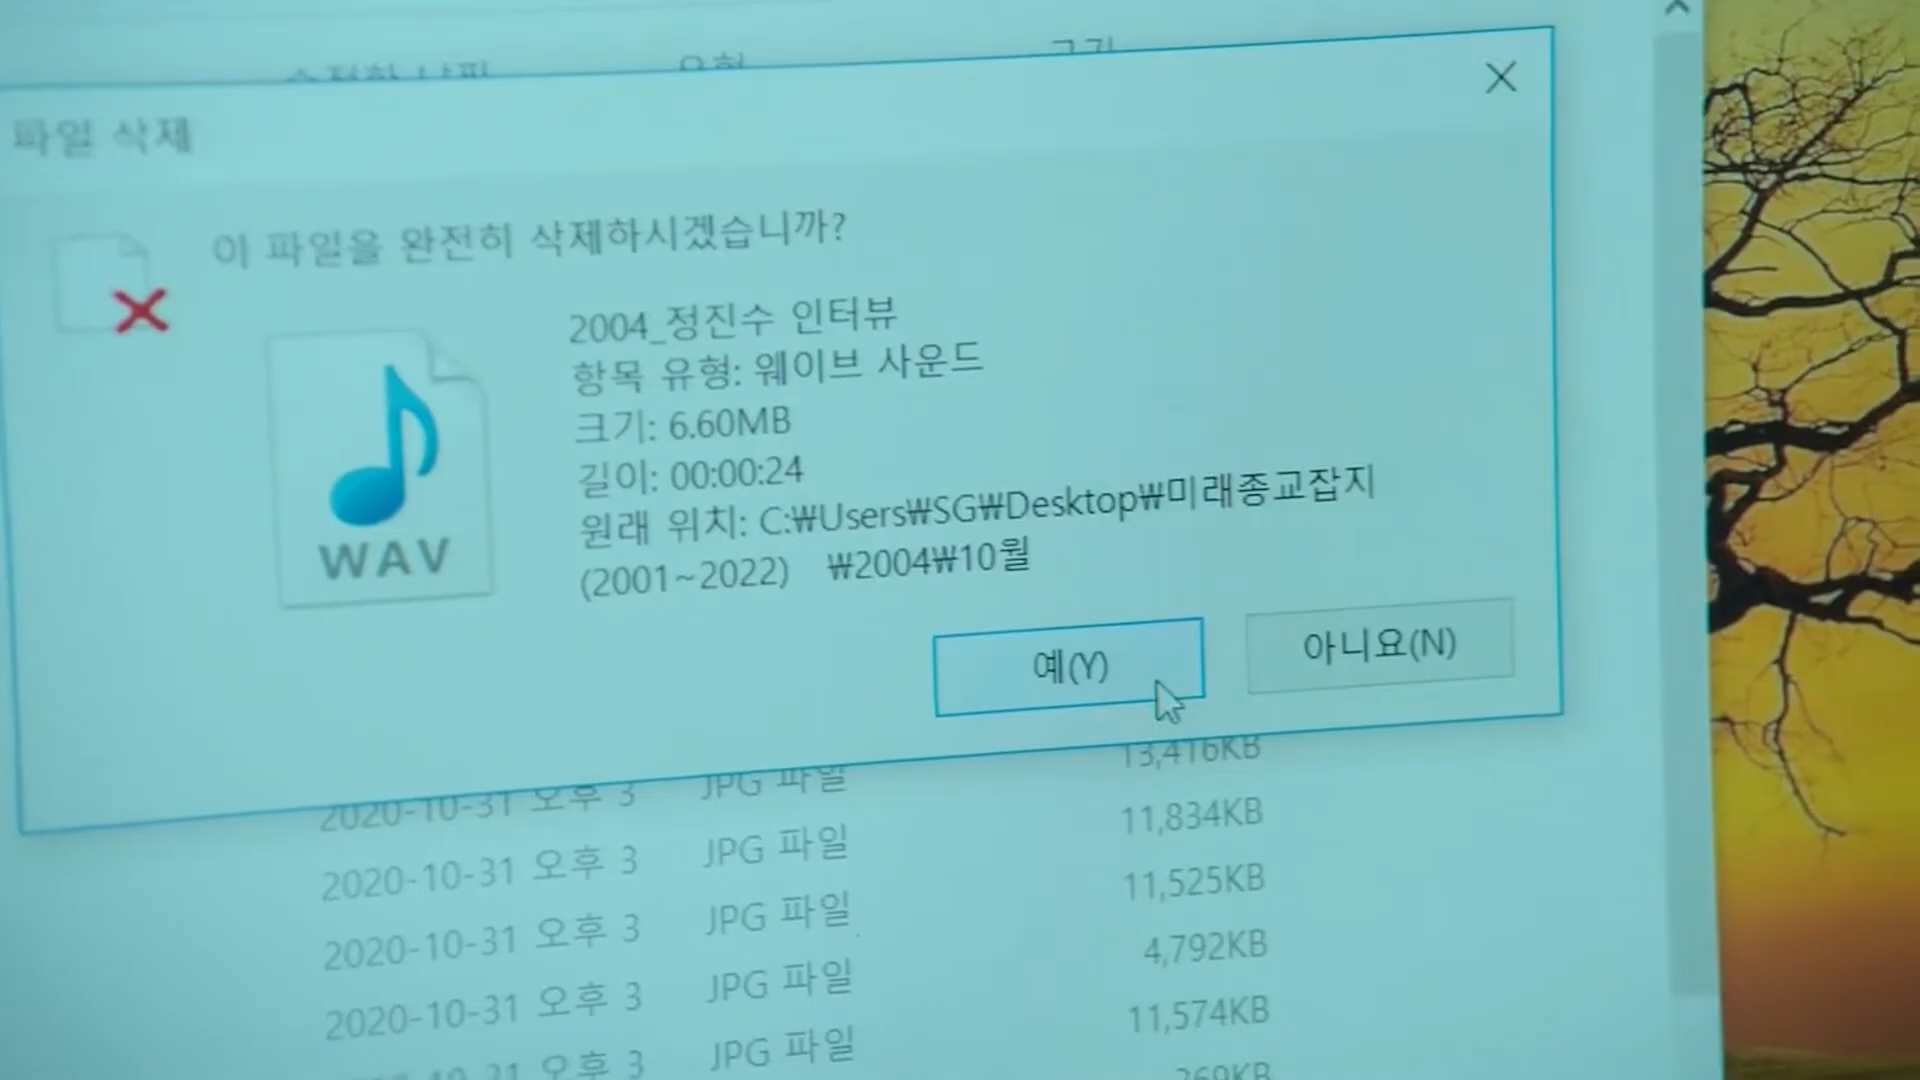 파일 삭제
이 파일을 완전히 삭제하시겠습니까?
2004_정진수 인터뷰
항목 유형: 웨이브 사운드
크기: 6.60MB
길이: 00:00:24
원래 위치: C:₩Users₩SG₩Desktop₩미래종교잡지
(2001~2022) ₩2004₩10월
WAV
예(Y) 아니요(N)
2020-10-31 오후 3 JPG 파일 13,416KB
2020-10-31 오후 3 JPG 파일 11,834KB
2020-10-31 오후 3 JPG 파일 11,525KB
2020-10-31 오후 3 JPG 파일 4,792KB
오후 3 JPG 파일 11,574KB